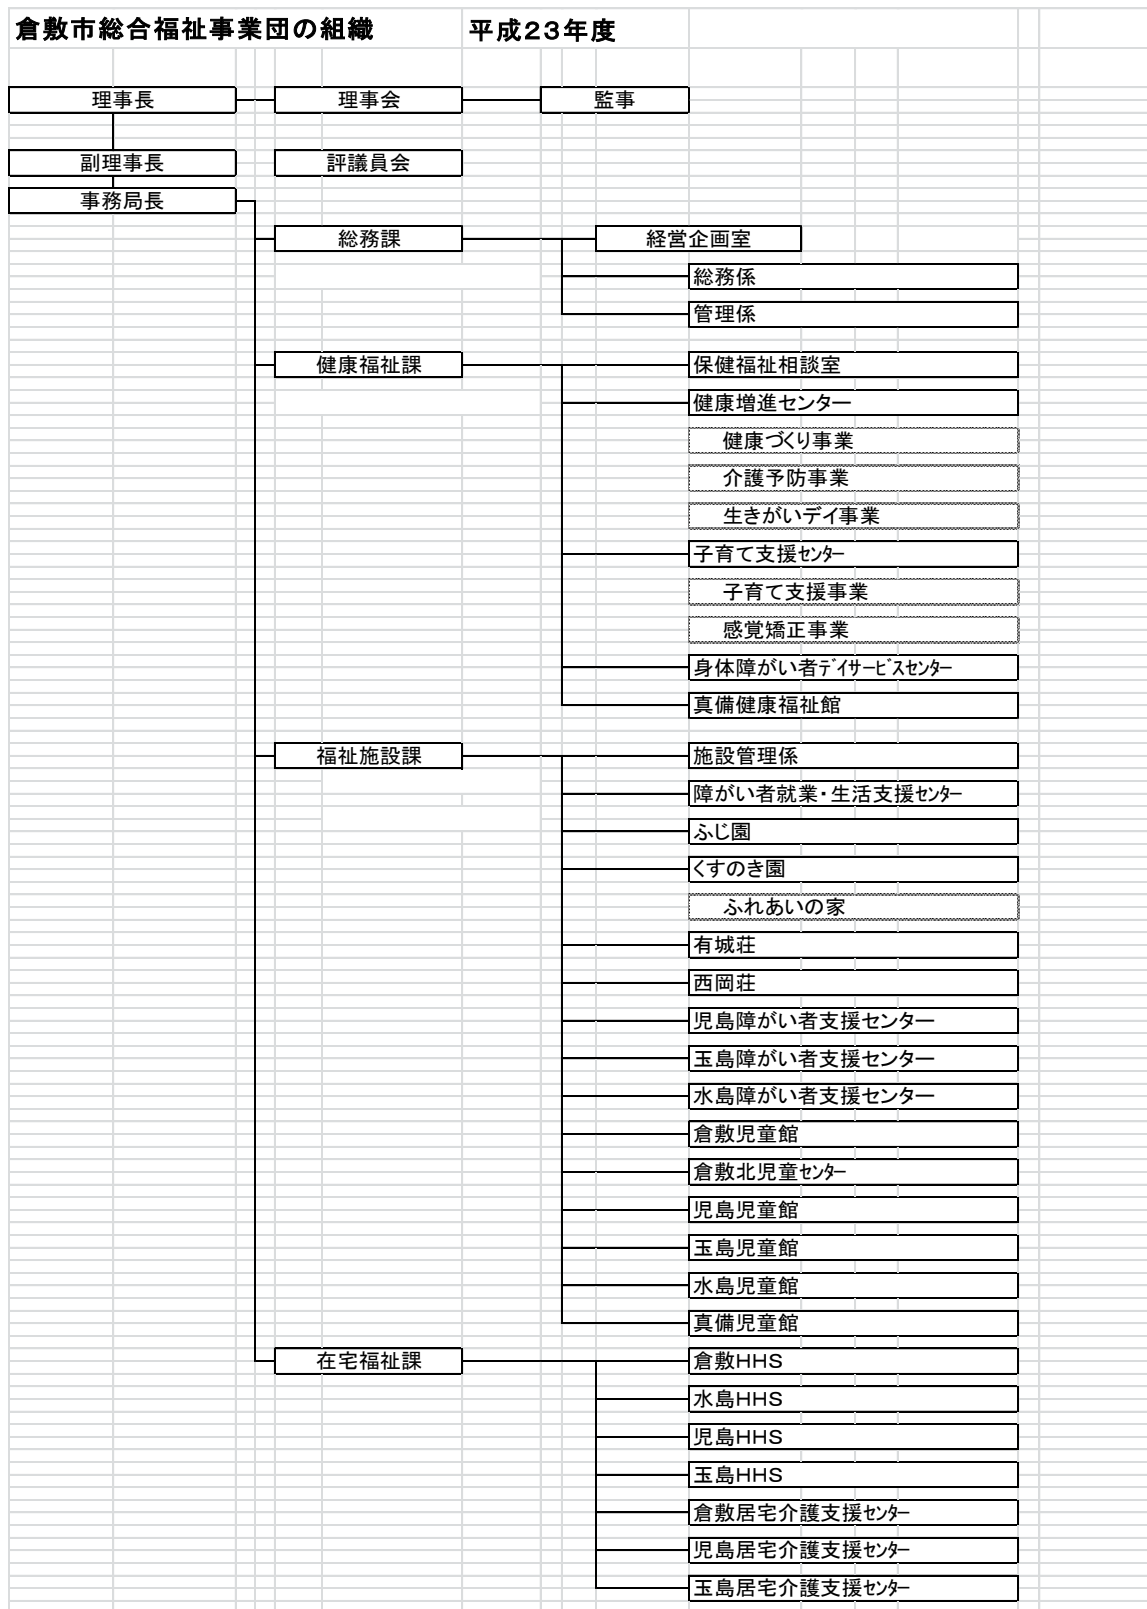 倉敷市総合福祉事業団の組織 平成23年度
理事長 理事会 監事
副理事長 評議員会
事務局長
総務課 経営企画室
総務係
管理係
健康福祉課 保健福祉相談室
健康増進センター
健康づくり事業
介護予防事業
生きがいデイ事業
子育て支援ｾﾝﾀｰ
子育て支援事業
感覚矯正事業
身体障がい者ﾃﾞｲｻｰﾋﾞｽｾﾝﾀｰ
真備健康福祉館
福祉施設課 施設管理係
障がい者就業・生活支援ｾﾝﾀｰ
ふじ園
くすのき園
ふれあいの家
有城荘
西岡荘
児島障がい者支援センター
玉島障がい者支援センター
水島障がい者支援センター
倉敷児童館
倉敷北児童ｾﾝﾀｰ
児島児童館
玉島児童館
水島児童館
真備児童館
在宅福祉課 倉敷HHS
水島HHS
児島HHS
玉島HHS
倉敷居宅介護支援ｾﾝﾀｰ
児島居宅介護支援ｾﾝﾀｰ
玉島居宅介護支援ｾﾝﾀｰ